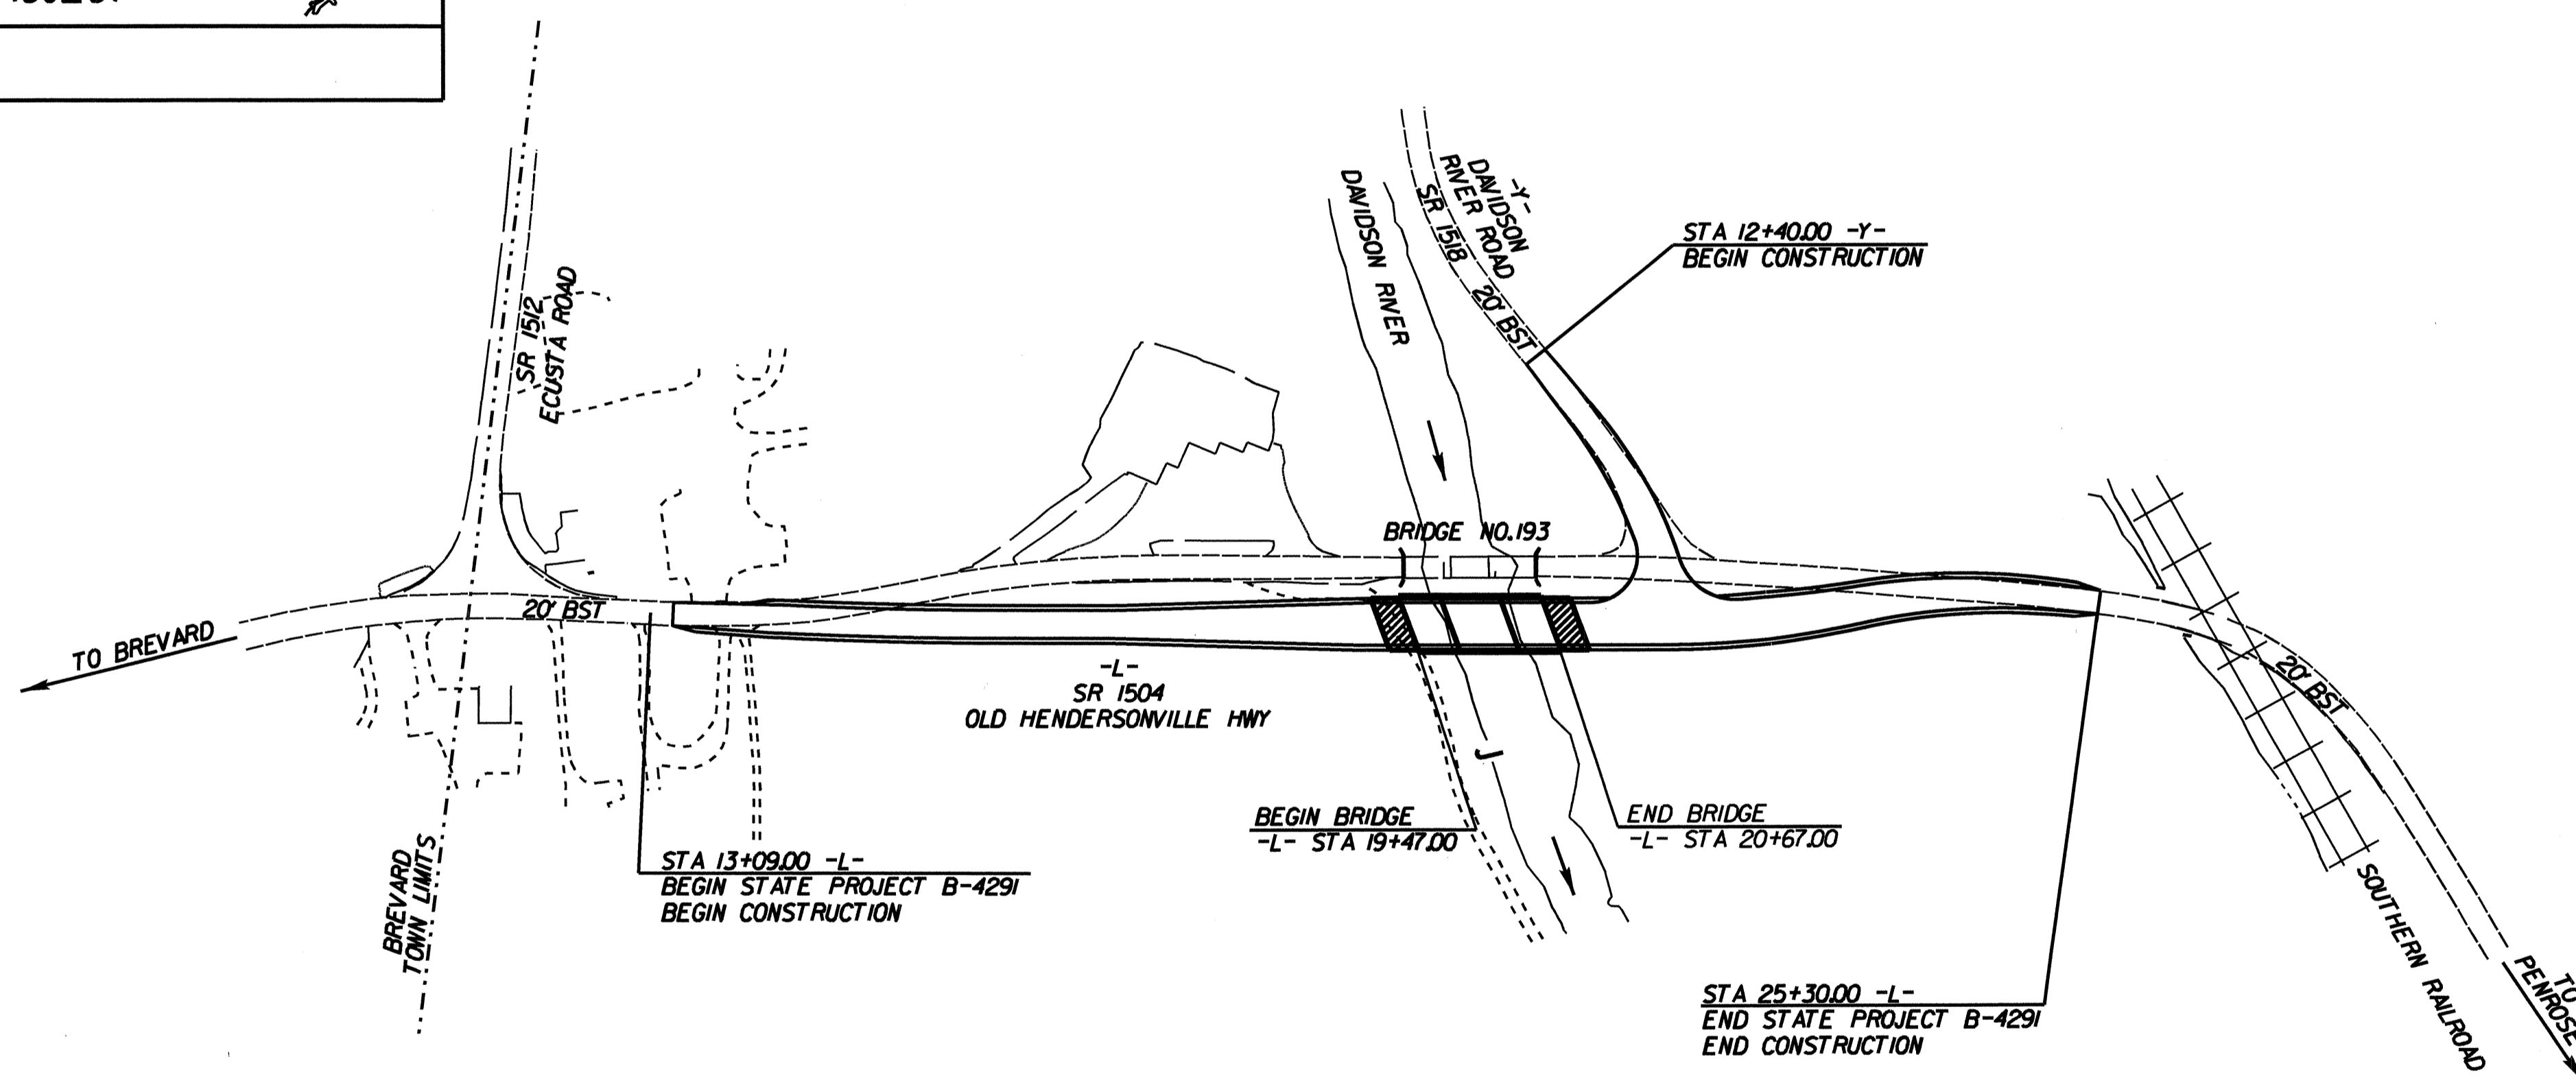 SR 1512
ECUSTA ROAD
DAVIDSON RIVER
SR 1518
-Y-
DAVIDSON
RIVER ROAD
20' BST
STA 12+40.00 -Y-
BEGIN CONSTRUCTION
BRIDGE NO.193
TO BREVARD
20' BST
-L-
SR 1504
OLD HENDERSONVILLE HWY
20' BST
BEGIN BRIDGE
-L- STA 19+47.00
END BRIDGE
-L- STA 20+67.00
BREVARD
TOWN LIMITS
STA 13+09.00 -L-
BEGIN STATE PROJECT B-4291
BEGIN CONSTRUCTION
STA 25+30.00 -L-
END STATE PROJECT B-4291
END CONSTRUCTION
SOUTHERN RAILROAD
TO
PENROSE